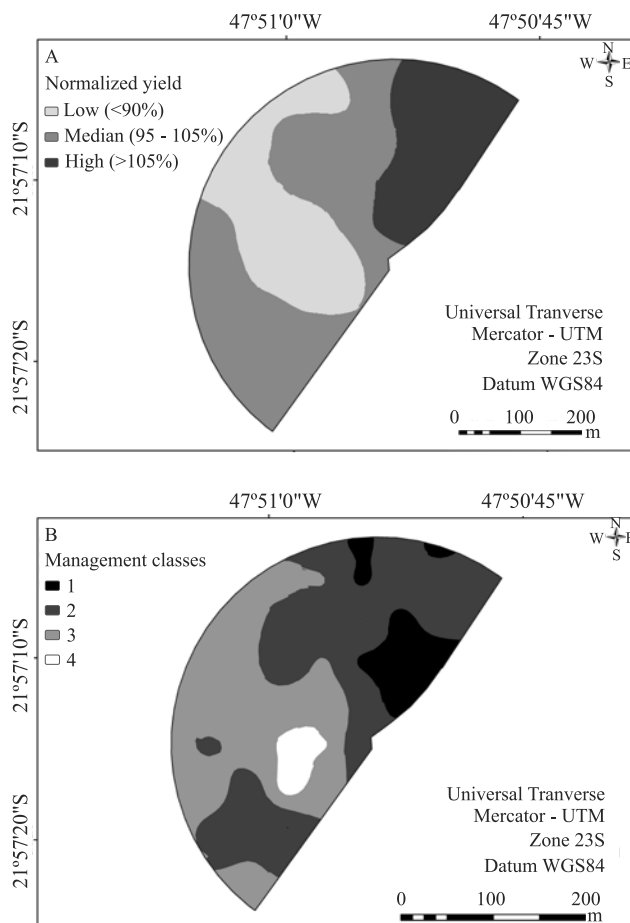 47º51'0"W 47º50'45"W
A
N
W E
S
Normalized yield
Low (<90%)
Median (95 - 105%)
High (>105%)
21º57'10"S
21º57'20"S
Universal Tranverse
Mercator - UTM
Zone 23S
Datum WGS84
0 100 200
m
47º51'0"W 47º50'45"W
B
N
W E
S
Management classes
1
2
3
4
21º57'10"S
21º57'20"S
Universal Tranverse
Mercator - UTM
Zone 23S
Datum WGS84
0 100 200
m